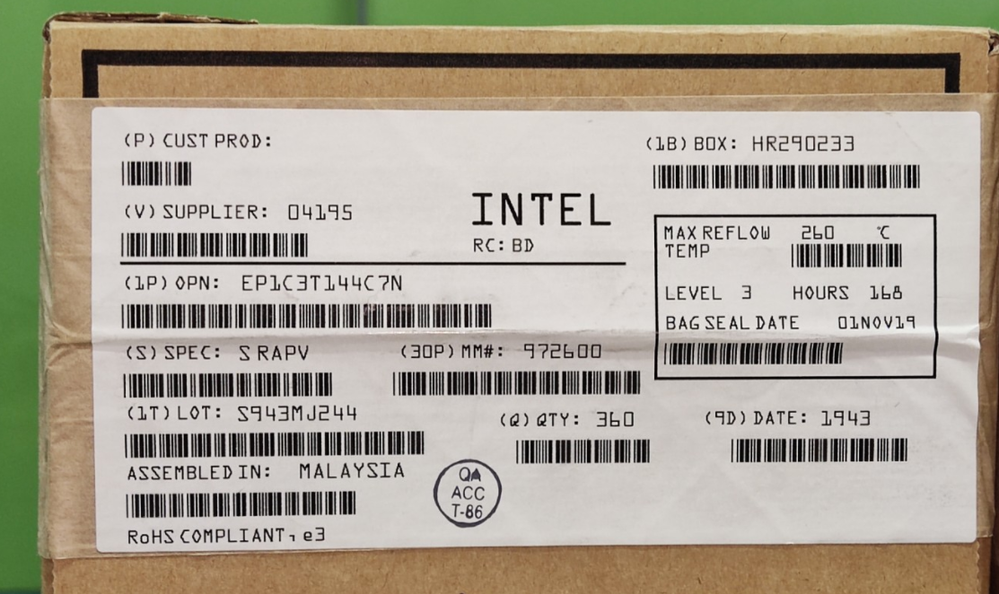 (P) CUST PROD:
(1B) BOX: HR290233
(V) SUPPLIER: 04195
INTEL
RC: BD
MAX REFLOW TEMP 260 °C
LEVEL 3 HOURS 168
BAG SEAL DATE 01NOV19
(1P) OPN: EP1C3T144C7N
(S) SPEC: S RAPV
(30P) MM#: 972600
(1T) LOT: S943MJ244
(Q) QTY: 360
(9D) DATE: 1943
ASSEMBLED IN: MALAYSIA
QA
ACC
T-86
RoHS COMPLIANT, e3